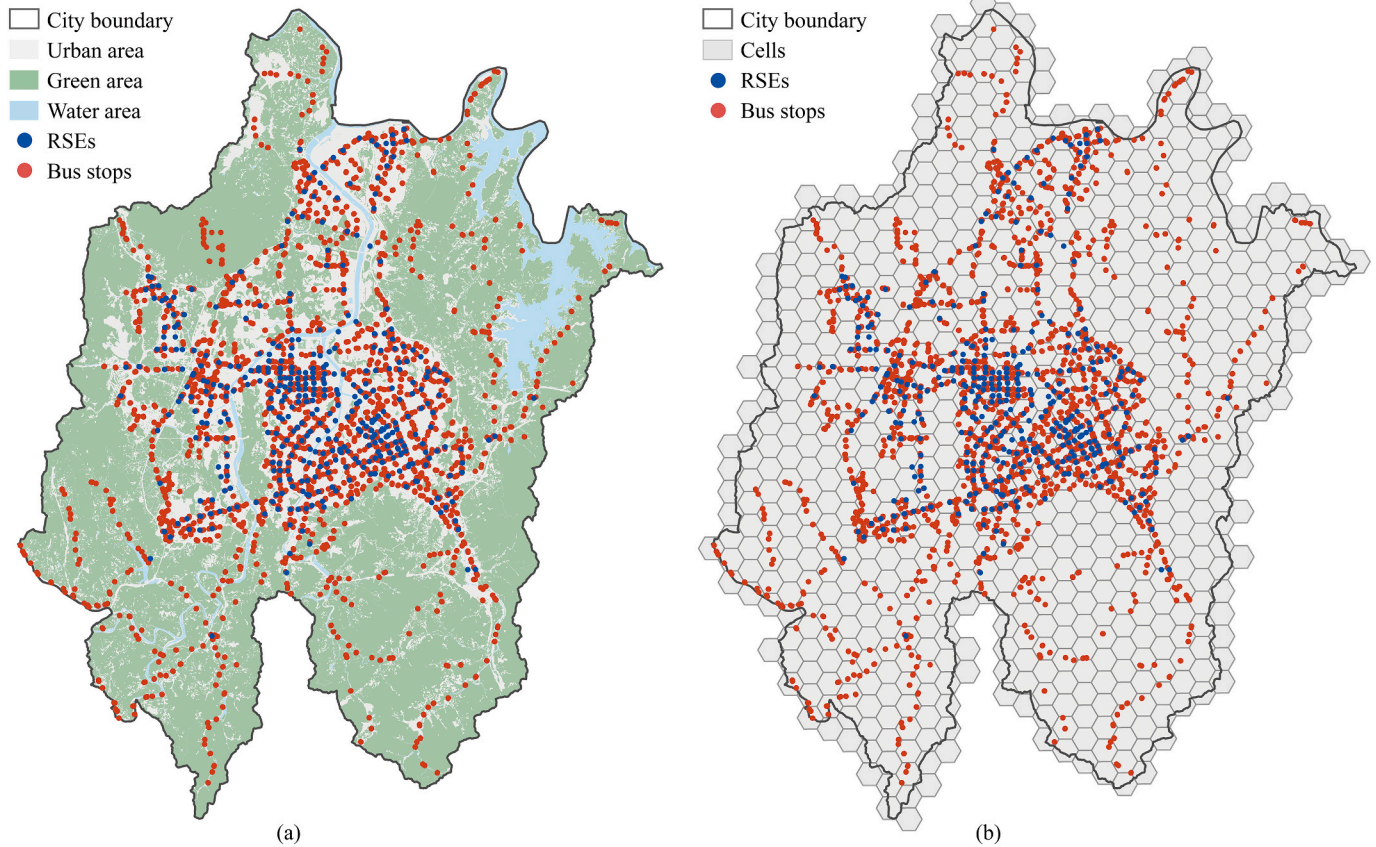 City boundary
Urban area
Green area
Water area
RSEs
Bus stops
(a)
City boundary
Cells
RSEs
Bus stops
(b)